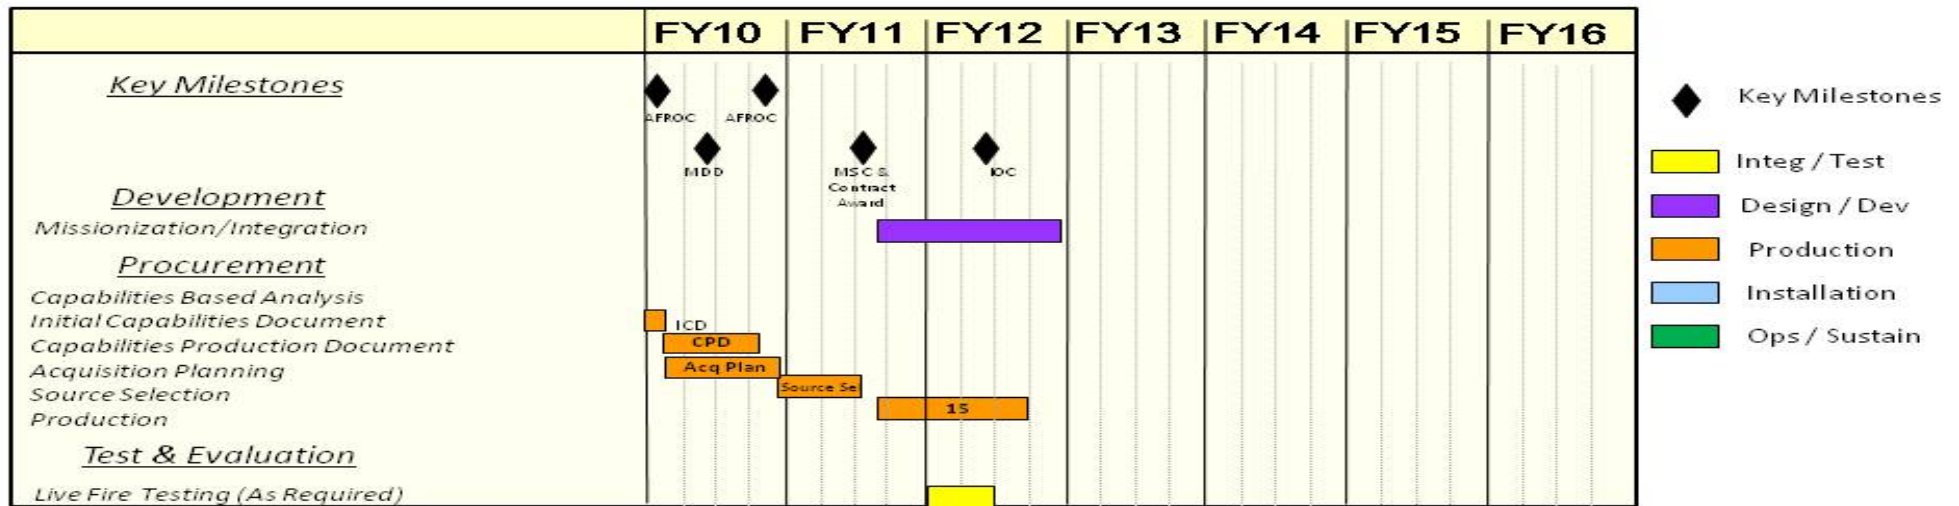 FY10 FY11 FY12 FY13 FY14 FY15 FY16
Key Milestones
AFROC AFROC
MDD
MSC &
Contract
Award
IOC
Development
Missionization/Integration
Procurement
Capabilities Based Analysis
Initial Capabilities Document
ICD
Capabilities Production Document
CPD
Acquisition Planning
Acq Plan
Source Selection
Source Sel
Production
15
Test & Evaluation
Live Fire Testing (As Required)
Key Milestones
Integ / Test
Design / Dev
Production
Installation
Ops / Sustain